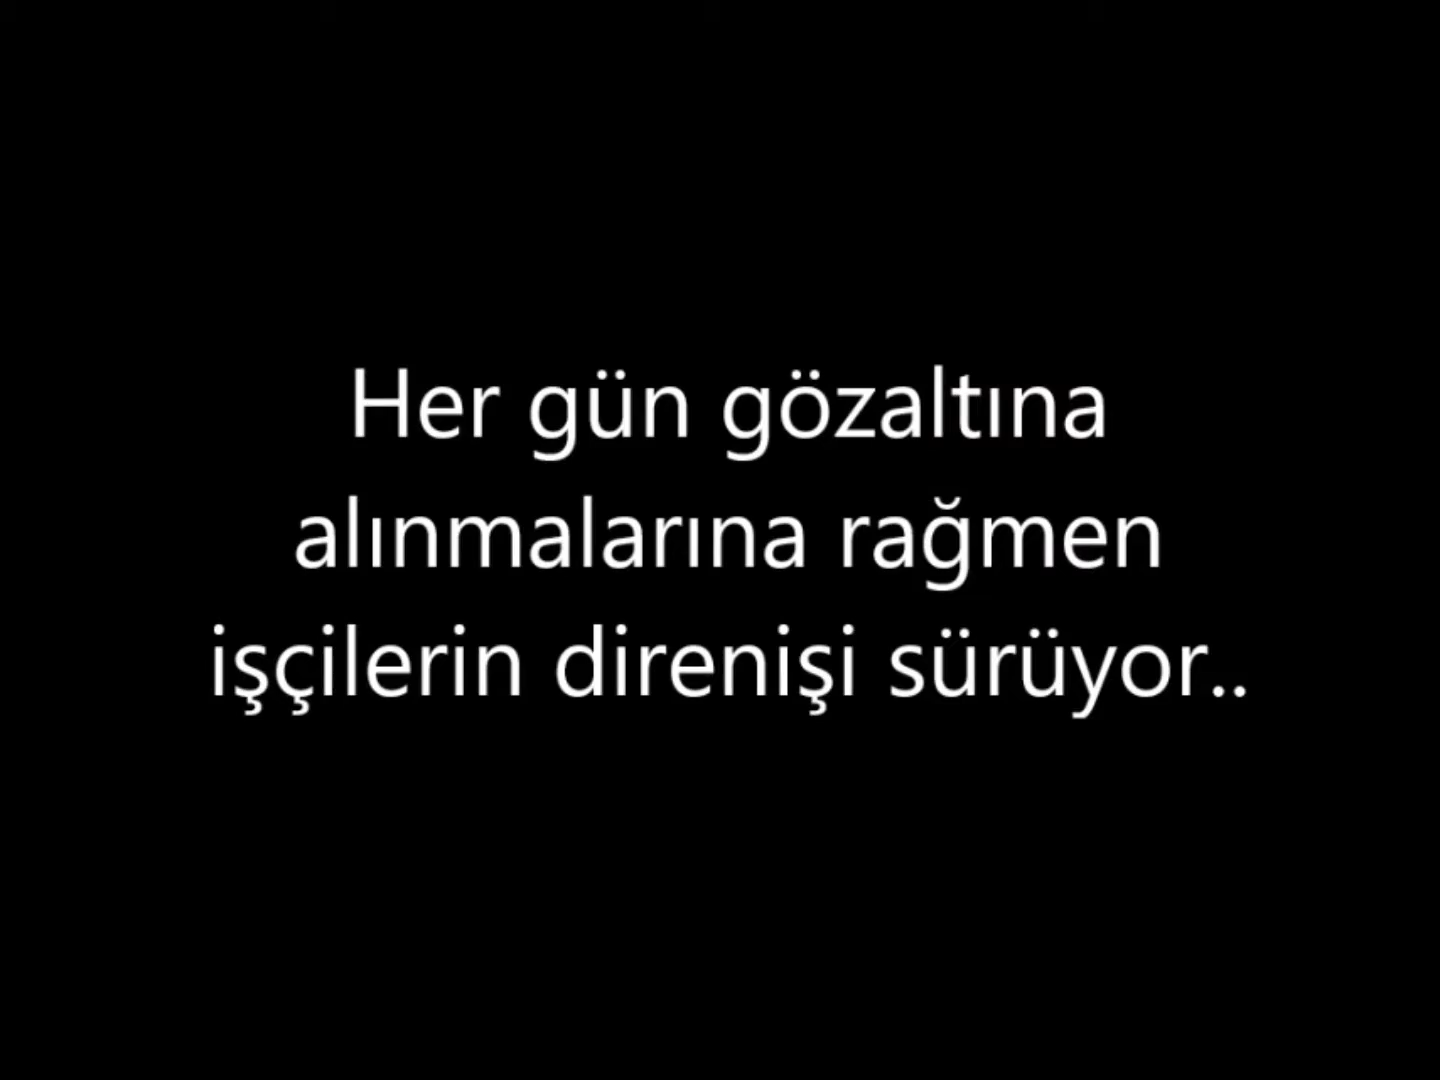 Her gün gözaltına
alınmalarına rağmen
işçilerin direnişi sürüyor..